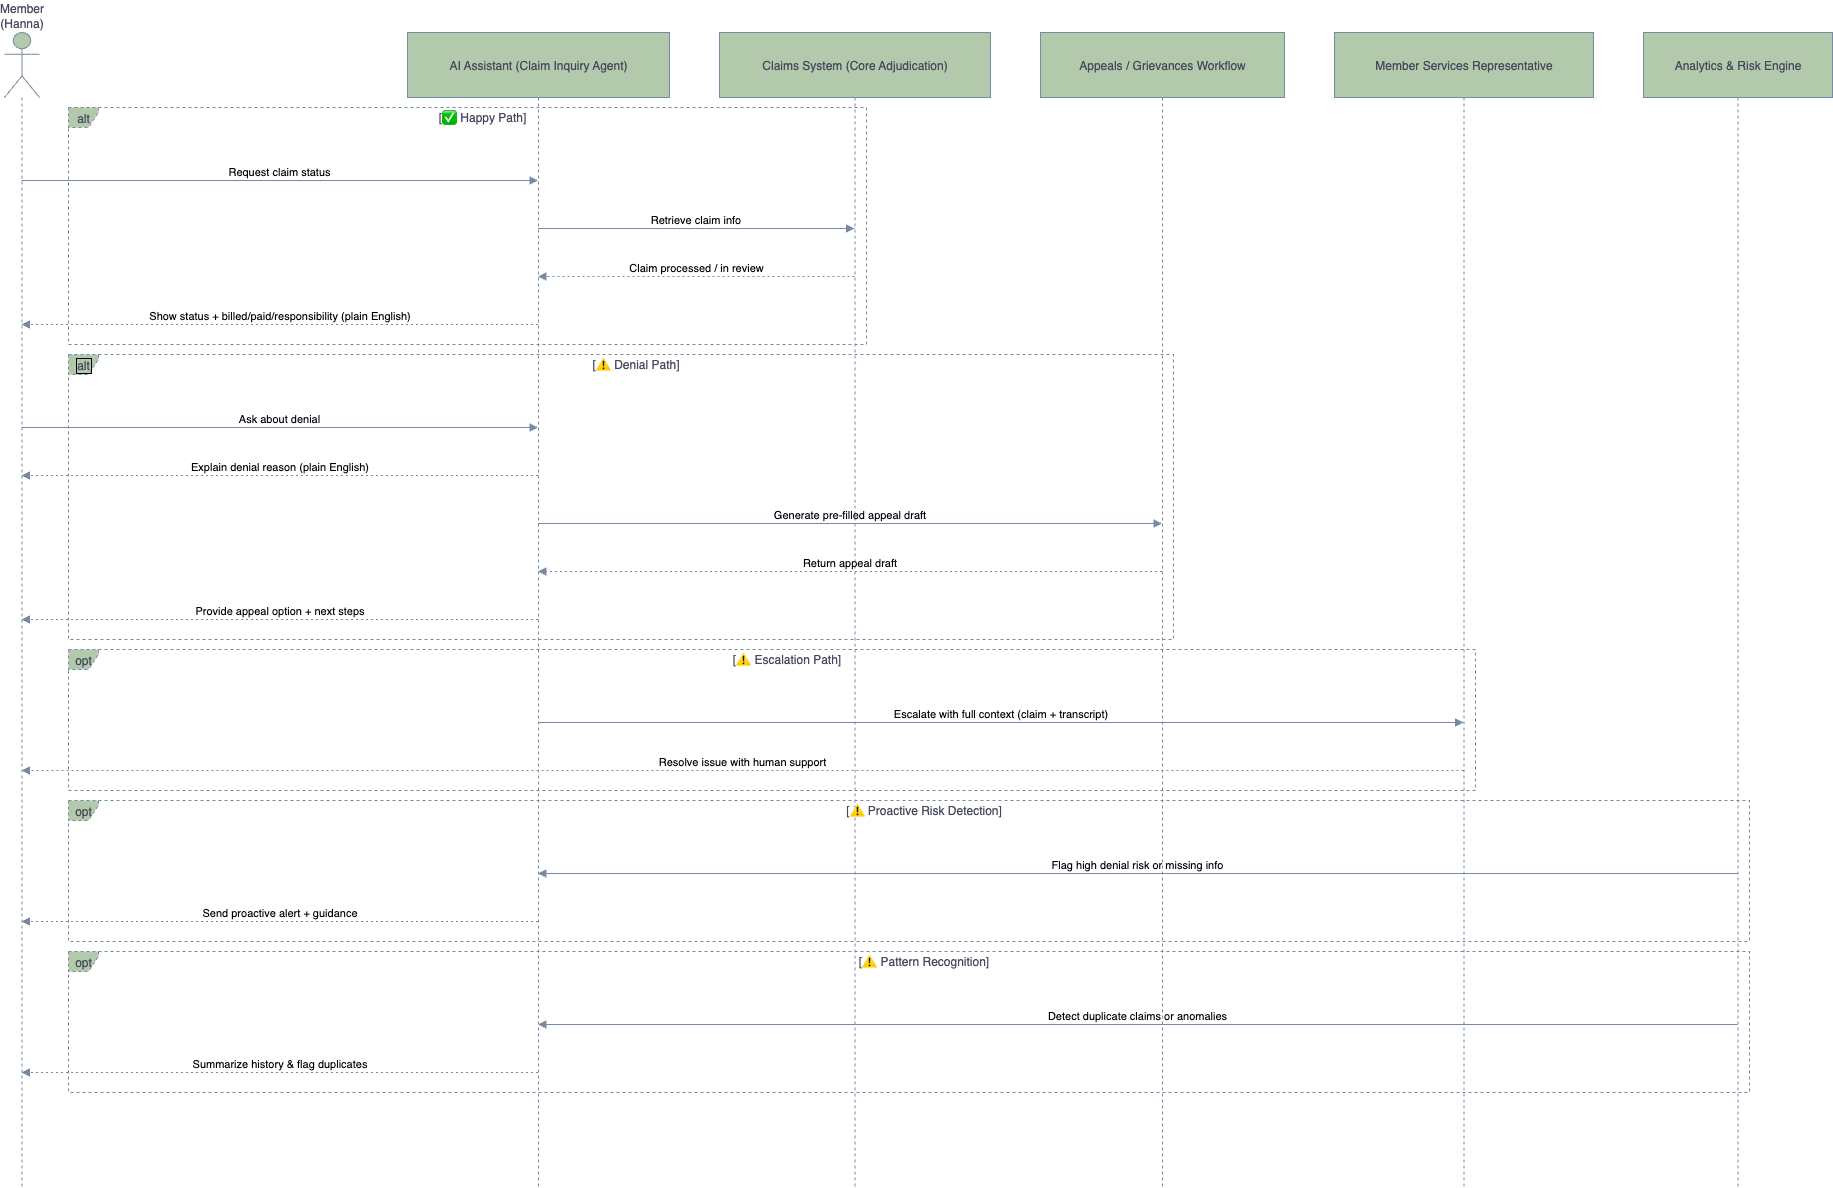 Member
(Hanna)
AI Assistant (Claim Inquiry Agent)
Claims System (Core Adjudication)
Appeals / Grievances Workflow
Member Services Representative
Analytics & Risk Engine
alt
[✅ Happy Path]
Request claim status
Retrieve claim info
Claim processed / in review
Show status + billed/paid/responsibility (plain English)
alt
[⚠️ Denial Path]
Ask about denial
Explain denial reason (plain English)
Generate pre-filled appeal draft
Return appeal draft
Provide appeal option + next steps
opt
[⚠️ Escalation Path]
Escalate with full context (claim + transcript)
Resolve issue with human support
opt
[⚠️ Proactive Risk Detection]
Flag high denial risk or missing info
Send proactive alert + guidance
opt
[⚠️ Pattern Recognition]
Detect duplicate claims or anomalies
Summarize history & flag duplicates